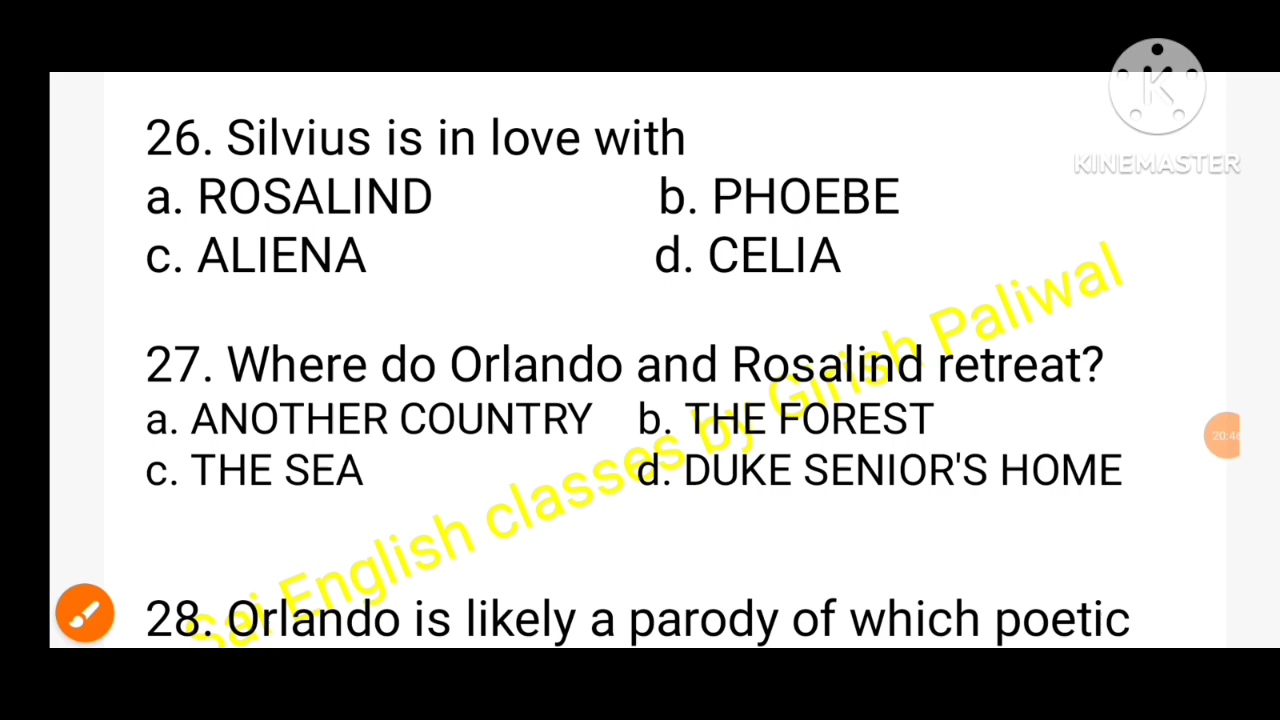 KINEMASTER
26. Silvius is in love with
a. ROSALIND b. PHOEBE
c. ALIENA d. CELIA
27. Where do Orlando and Rosalind retreat?
a. ANOTHER COUNTRY b. THE FOREST
c. THE SEA d. DUKE SENIOR'S HOME
Sai English classes by Girish Paliwal
28. Orlando is likely a parody of which poetic